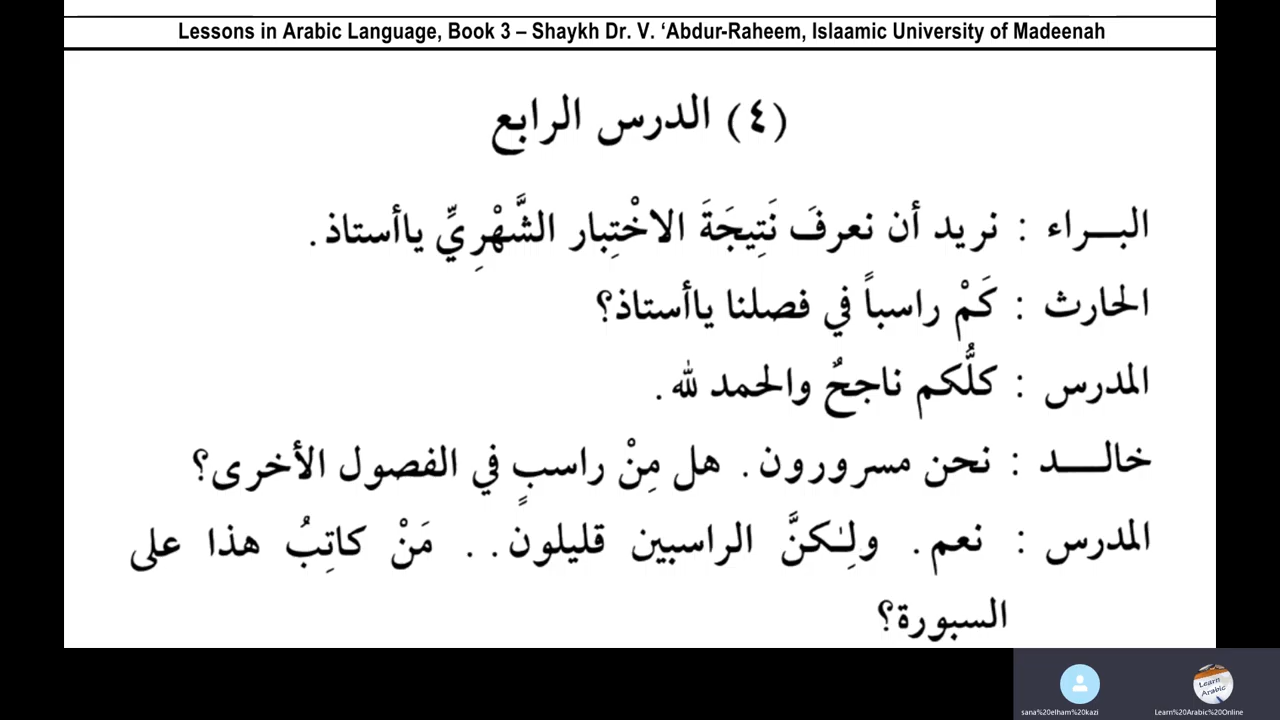 Lessons in Arabic Language, Book 3 – Shaykh Dr. V. ‘Abdur-Raheem, Islaamic University of Madeenah
(٤) الدرس الرابع
البـــراء : نريد أن نعرفَ نَتِيجَةَ الاخْتِبار الشَّهْرِيِّ ياأستاذ.
الحارث : كَمْ راسباً في فصلنا ياأستاذ؟
المدرس : كلُّكم ناجحٌ والحمد لله.
خالـــد : نحن مسرورون. هل مِنْ راسبٍ في الفصول الأخرى؟
المدرس : نعم. ولِـٰكنَّ الراسبين قليلون.. مَنْ كاتِبُ هذا على
السبورة؟
sana%20elham%20kazi
Learn Arabic
Learn%20Arabic%20Online